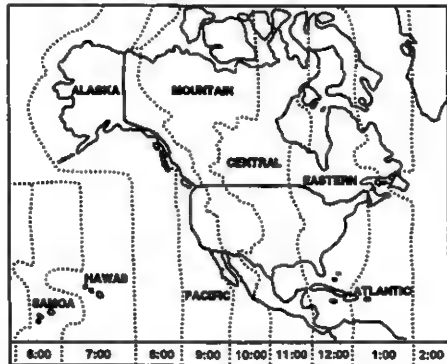 ALASKA
MOUNTAIN
CENTRAL
EASTERN
HAWAII
SAMOA
PACIFIC
ATLANTIC
6:00 7:00 8:00 9:00 10:00 11:00 12:00 1:00 2:00